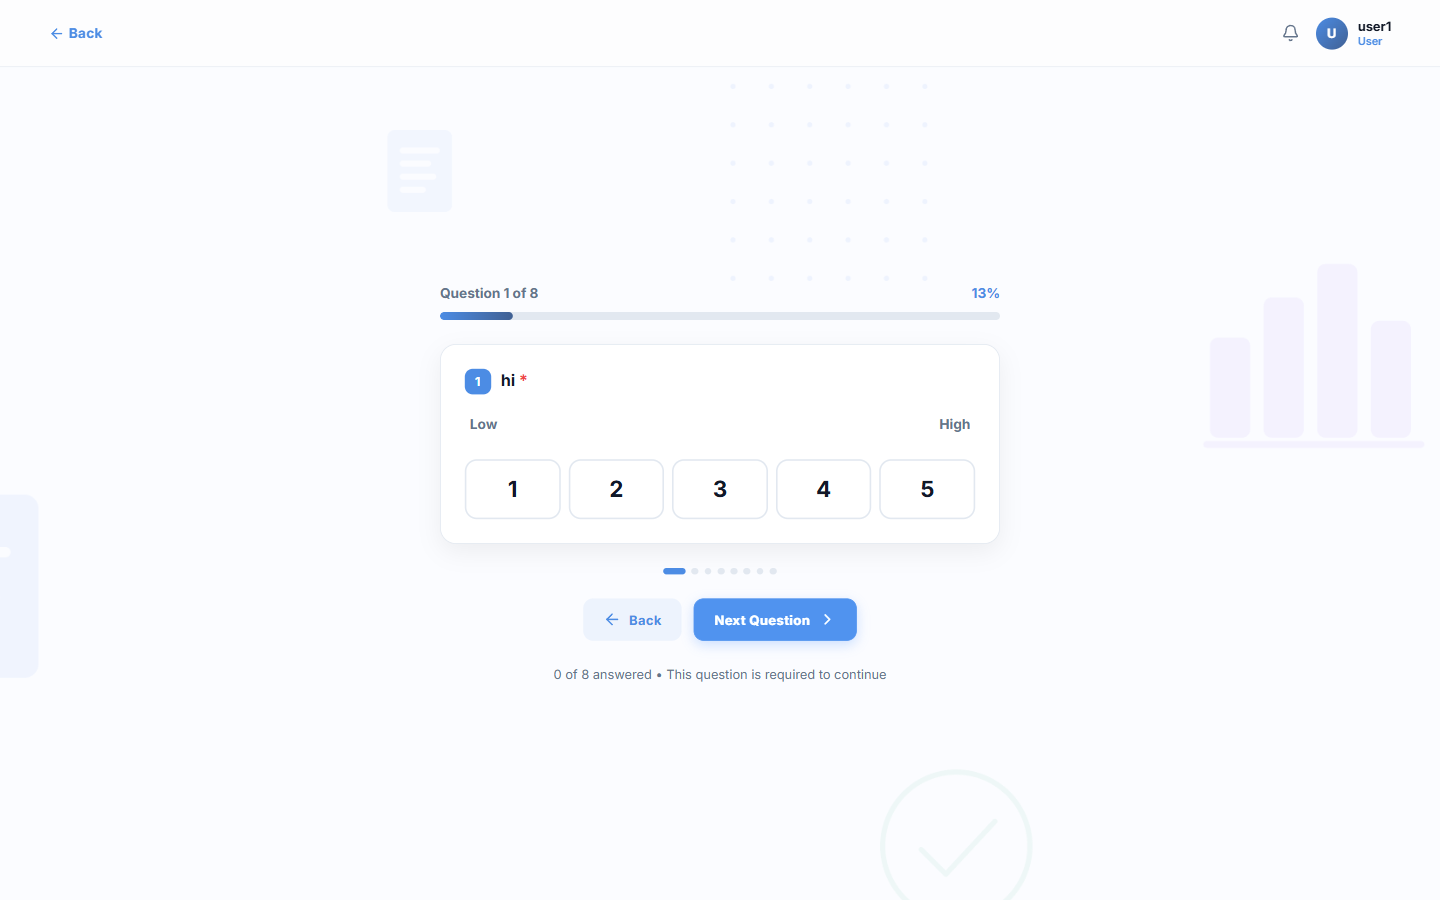 Back
U
user1
User
Question 1 of 8
13%
1
hi *
Low
High
1
2
3
4
5
Back
Next Question
0 of 8 answered • This question is required to continue